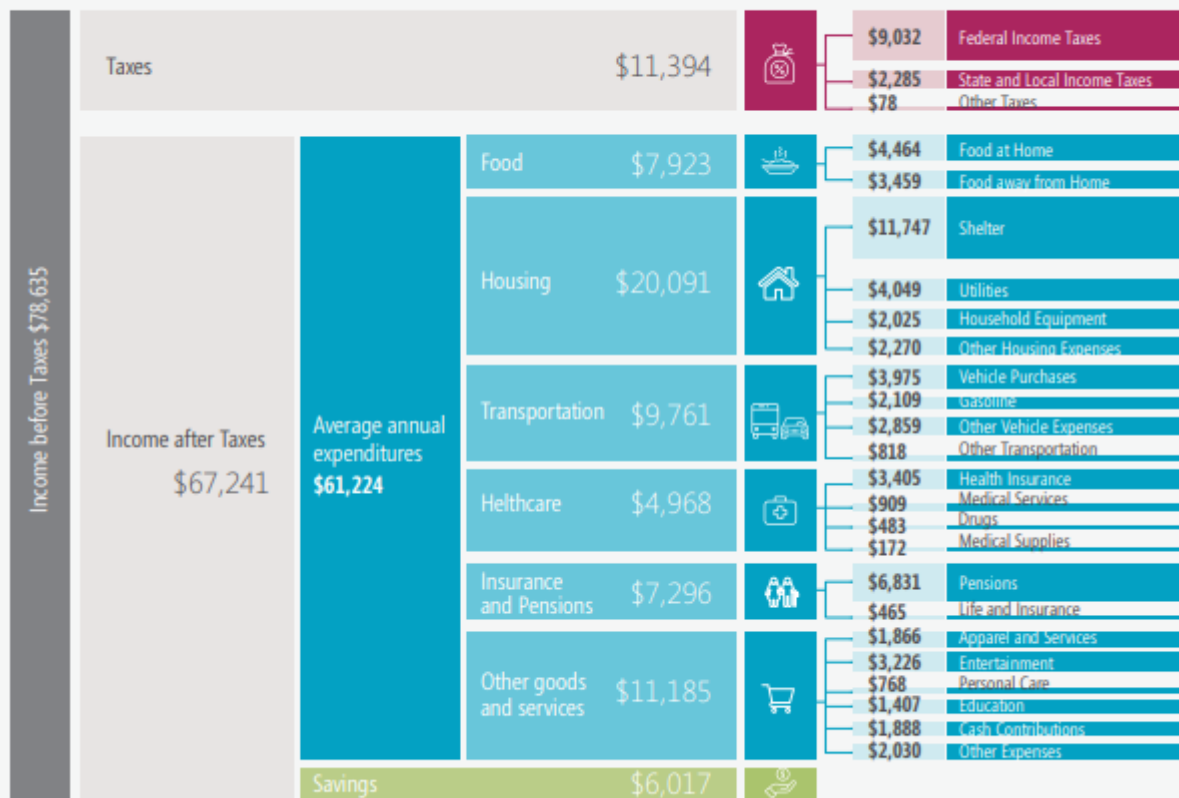 Income before Taxes $78,635
Taxes $11,394
$9,032 Federal Income Taxes
$2,285 State and Local Income Taxes
$78 Other Taxes
Income after Taxes
$67,241
Average annual
expenditures
$61,224
Food $7,923
$4,464 Food at Home
$3,459 Food away from Home
Housing $20,091
$11,747 Shelter
$4,049 Utilities
$2,025 Household Equipment
$2,270 Other Housing Expenses
Transportation $9,761
$3,975 Vehicle Purchases
$2,109 Gasoline
$2,859 Other Vehicle Expenses
$818 Other Transportation
Helthcare $4,968
$3,405 Health Insurance
$909 Medical Services
$483 Drugs
$172 Medical Supplies
Insurance
and Pensions $7,296
$6,831 Pensions
$465 Life and Insurance
Other goods
and services $11,185
$1,866 Apparel and Services
$3,226 Entertainment
$768 Personal Care
$1,407 Education
$1,888 Cash Contributions
$2,030 Other Expenses
Savings $6,017